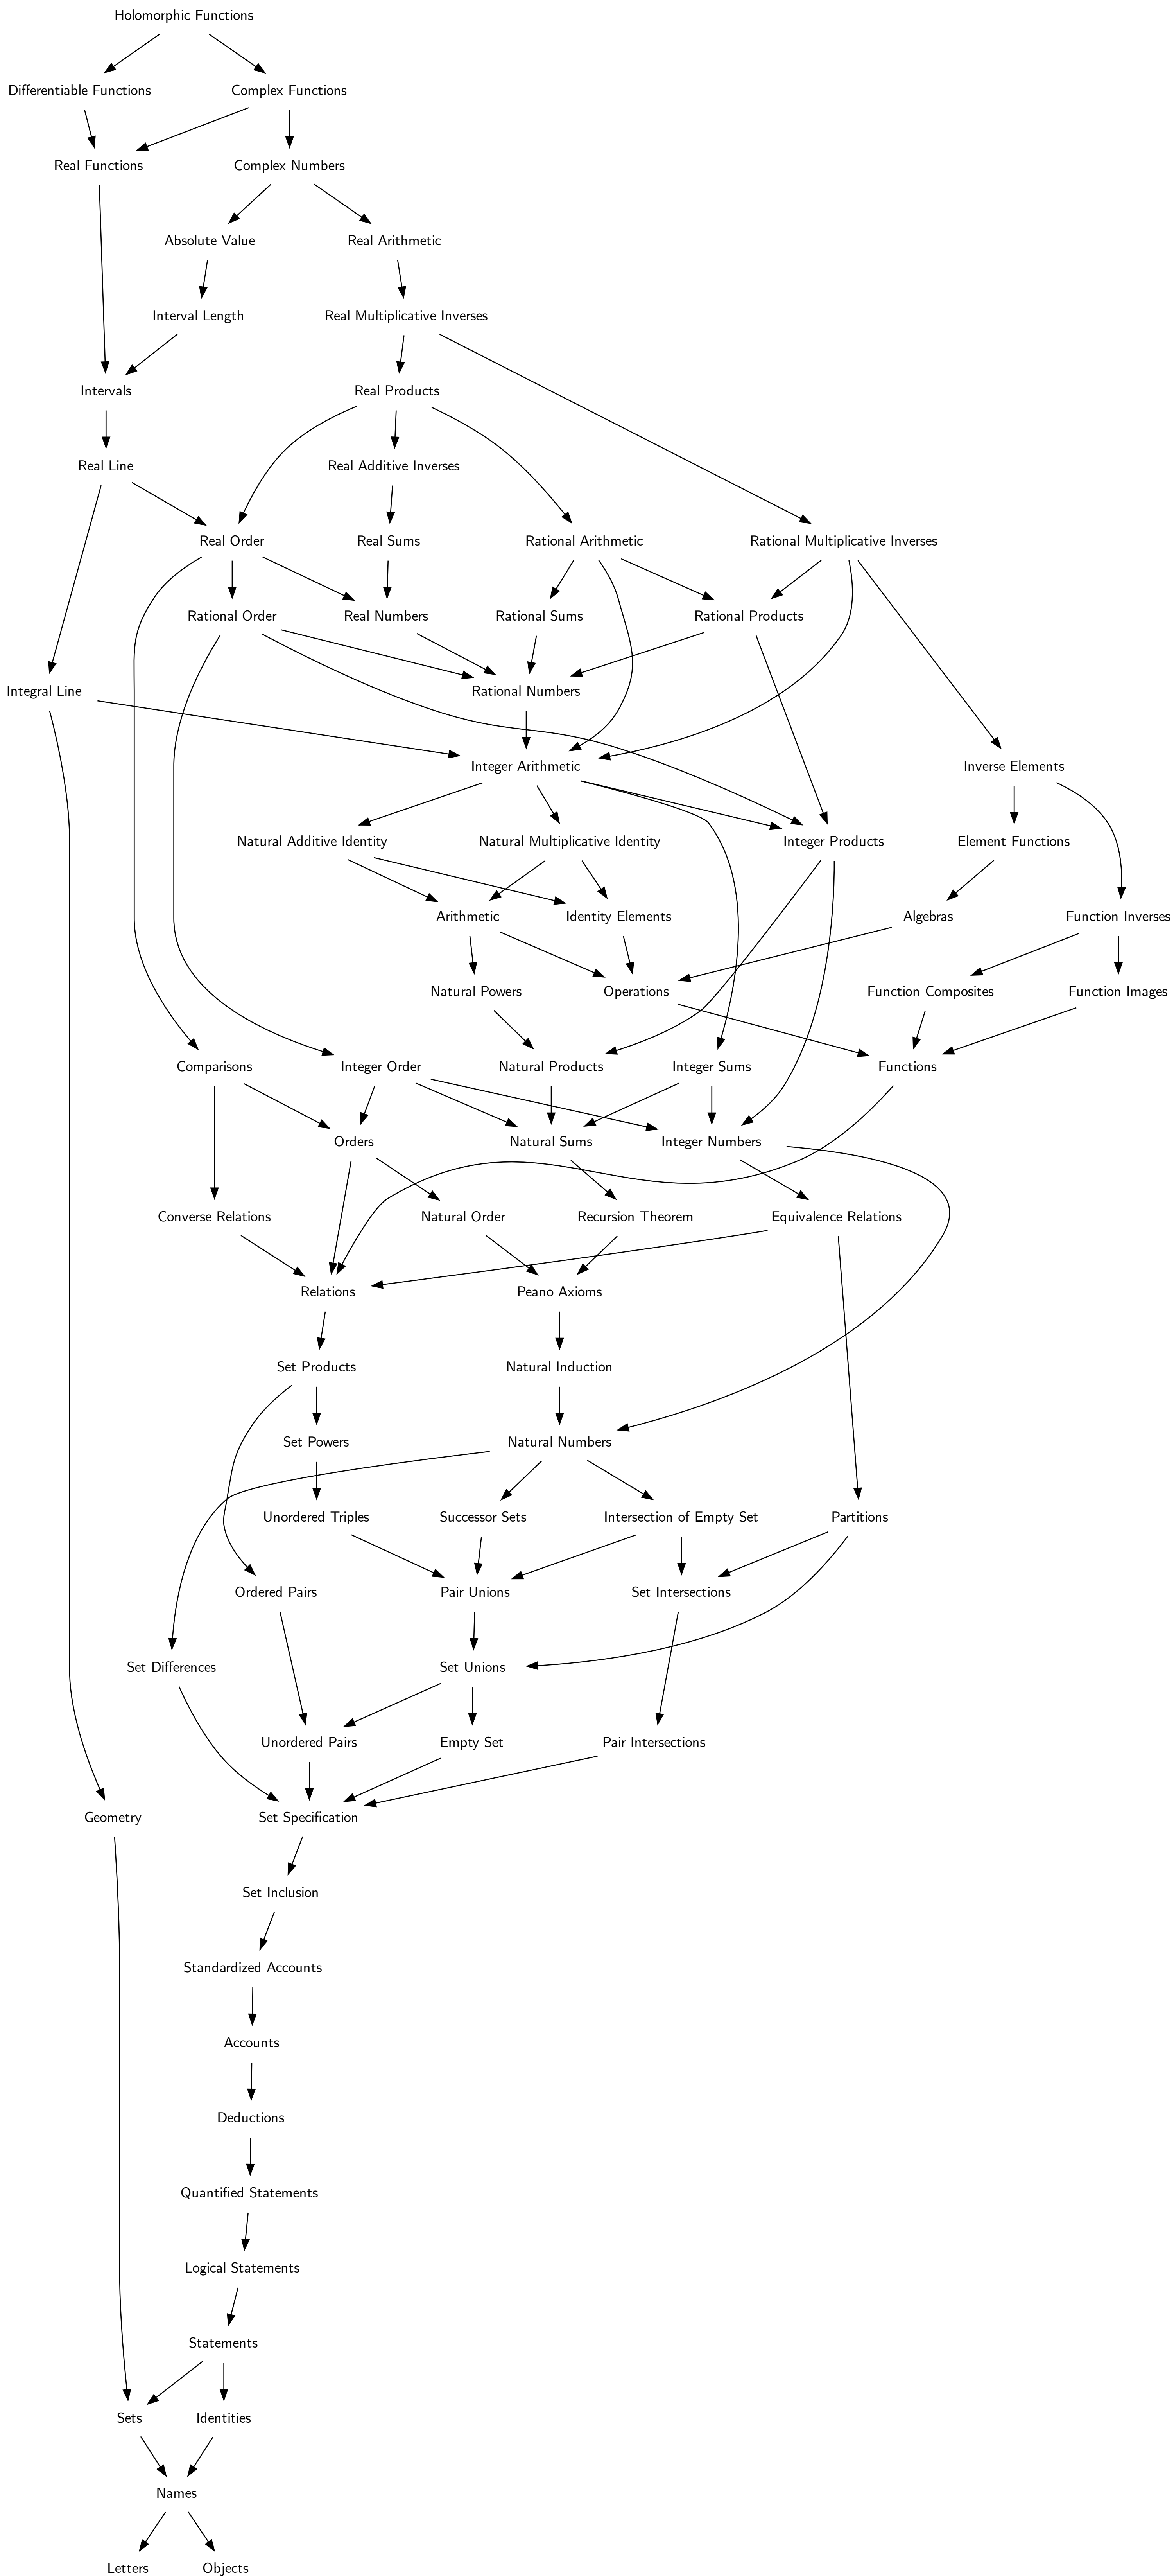 Holomorphic Functions
Differentiable Functions
Complex Functions
Real Functions
Complex Numbers
Absolute Value
Real Arithmetic
Interval Length
Real Multiplicative Inverses
Intervals
Real Products
Real Line
Real Additive Inverses
Real Order
Real Sums
Rational Arithmetic
Rational Multiplicative Inverses
Rational Order
Real Numbers
Rational Sums
Rational Products
Integral Line
Rational Numbers
Integer Arithmetic
Inverse Elements
Natural Additive Identity
Natural Multiplicative Identity
Integer Products
Element Functions
Arithmetic
Identity Elements
Algebras
Function Inverses
Natural Powers
Operations
Function Composites
Function Images
Comparisons
Integer Order
Natural Products
Integer Sums
Functions
Orders
Natural Sums
Integer Numbers
Converse Relations
Natural Order
Recursion Theorem
Equivalence Relations
Relations
Peano Axioms
Set Products
Natural Induction
Set Powers
Natural Numbers
Unordered Triples
Successor Sets
Intersection of Empty Set
Partitions
Ordered Pairs
Pair Unions
Set Intersections
Set Differences
Set Unions
Unordered Pairs
Empty Set
Pair Intersections
Geometry
Set Specification
Set Inclusion
Standardized Accounts
Accounts
Deductions
Quantified Statements
Logical Statements
Statements
Sets
Identities
Names
Letters
Objects